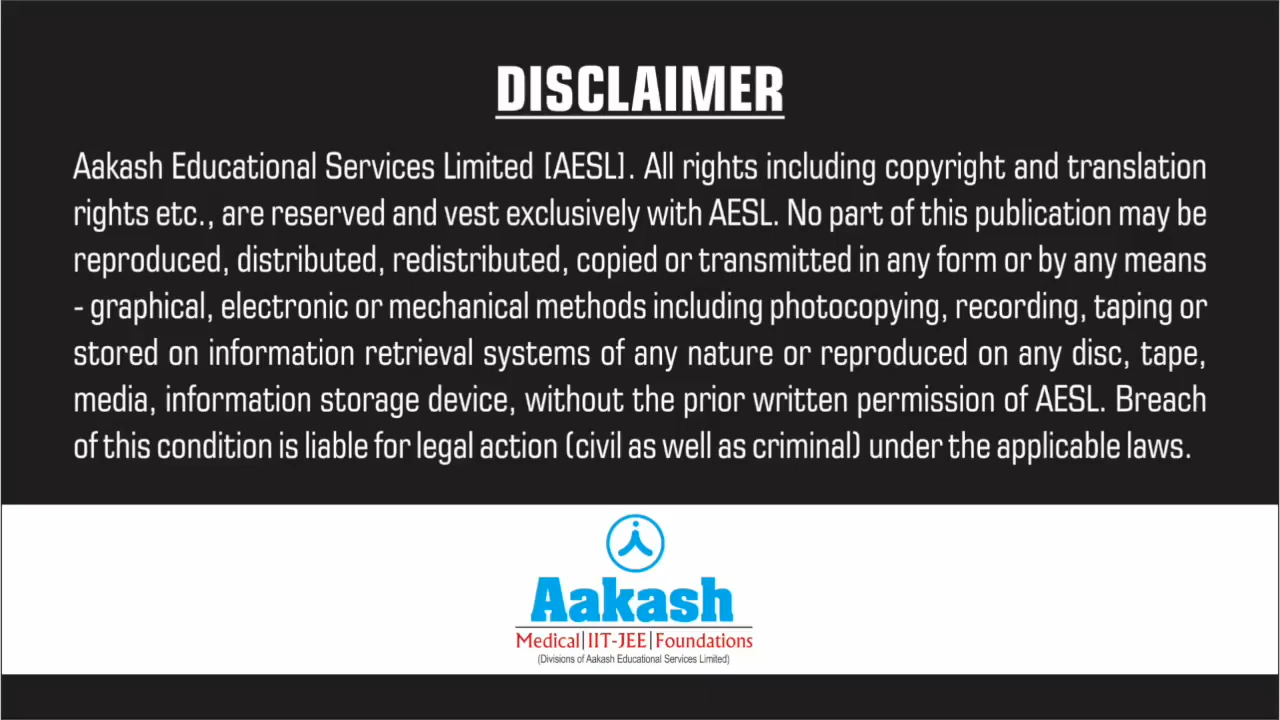 DISCLAIMER
Aakash Educational Services Limited [AESL]. All rights including copyright and translation
rights etc., are reserved and vest exclusively with AESL. No part of this publication may be
reproduced, distributed, redistributed, copied or transmitted in any form or by any means
- graphical, electronic or mechanical methods including photocopying, recording, taping or
stored on information retrieval systems of any nature or reproduced on any disc, tape,
media, information storage device, without the prior written permission of AESL. Breach
of this condition is liable for legal action (civil as well as criminal) under the applicable laws.
Aakash
Medical|IIT-JEE|Foundations
(Divisions of Aakash Educational Services Limited)